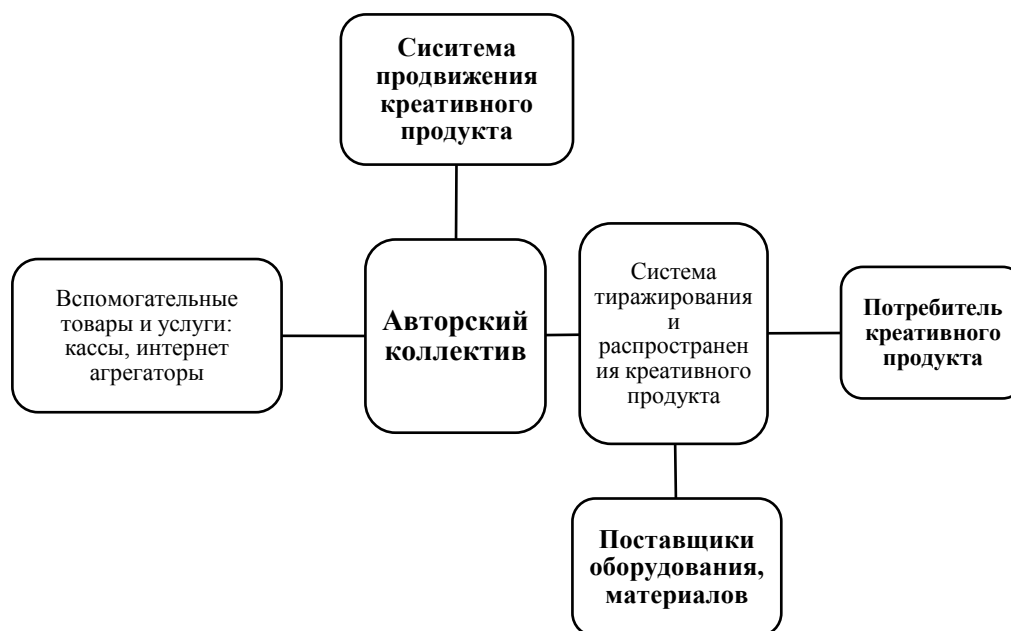 Сиситема
продвижения
креативного
продукта
Вспомогательные
товары и услуги:
кассы, интернет
агрегаторы
Авторский
коллектив
Система
тиражирования
и
распространен
ия креативного
продукта
Потребитель
креативного
продукта
Поставщики
оборудования,
материалов